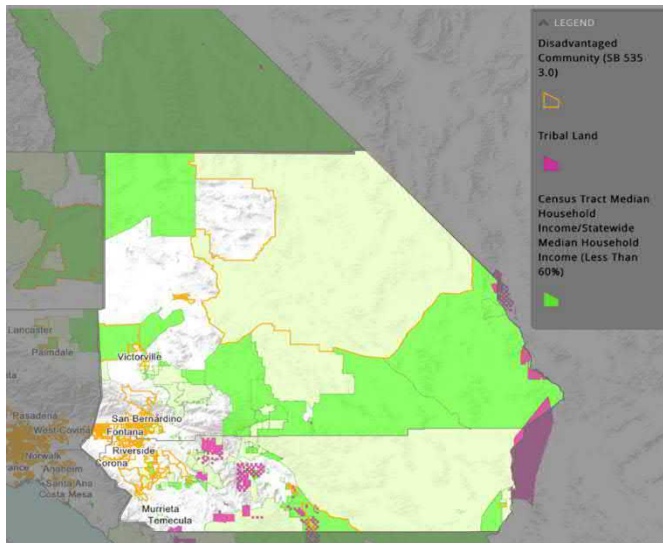 LEGEND
Disadvantaged
Community (SB 535
3.0)
Tribal Land
Census Tract Median
Household
Income/Statewide
Median Household
Income (Less Than
60%)
Lancaster
Palmdale
Victorville
la
Pasadena
West Covina
San Bernardino
Fontana
Riverside
Norwalk
Corona
ance
Anaheim
Santa Ana
Costa Mesa
Murrieta
Temecula